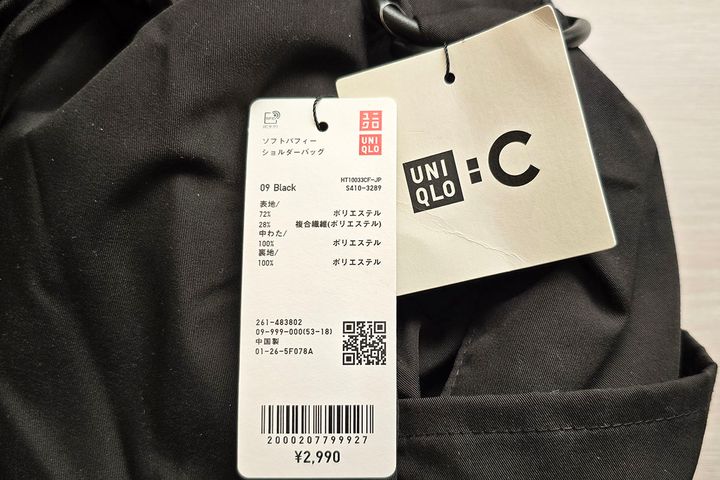 ユニ
クロ
UNI
QLO
ソフトパフィー
ショルダーバッグ
HT10033CF-JP
09 Black S410-3289
表地/
72% ポリエステル
28% 複合繊維(ポリエステル)
中わた/
100% ポリエステル
裏地/
100% ポリエステル
261-483802
09-999-000(53-18)
中国製
01-26-5F078A
2000207799927
¥2,990
UNI
QLO : C